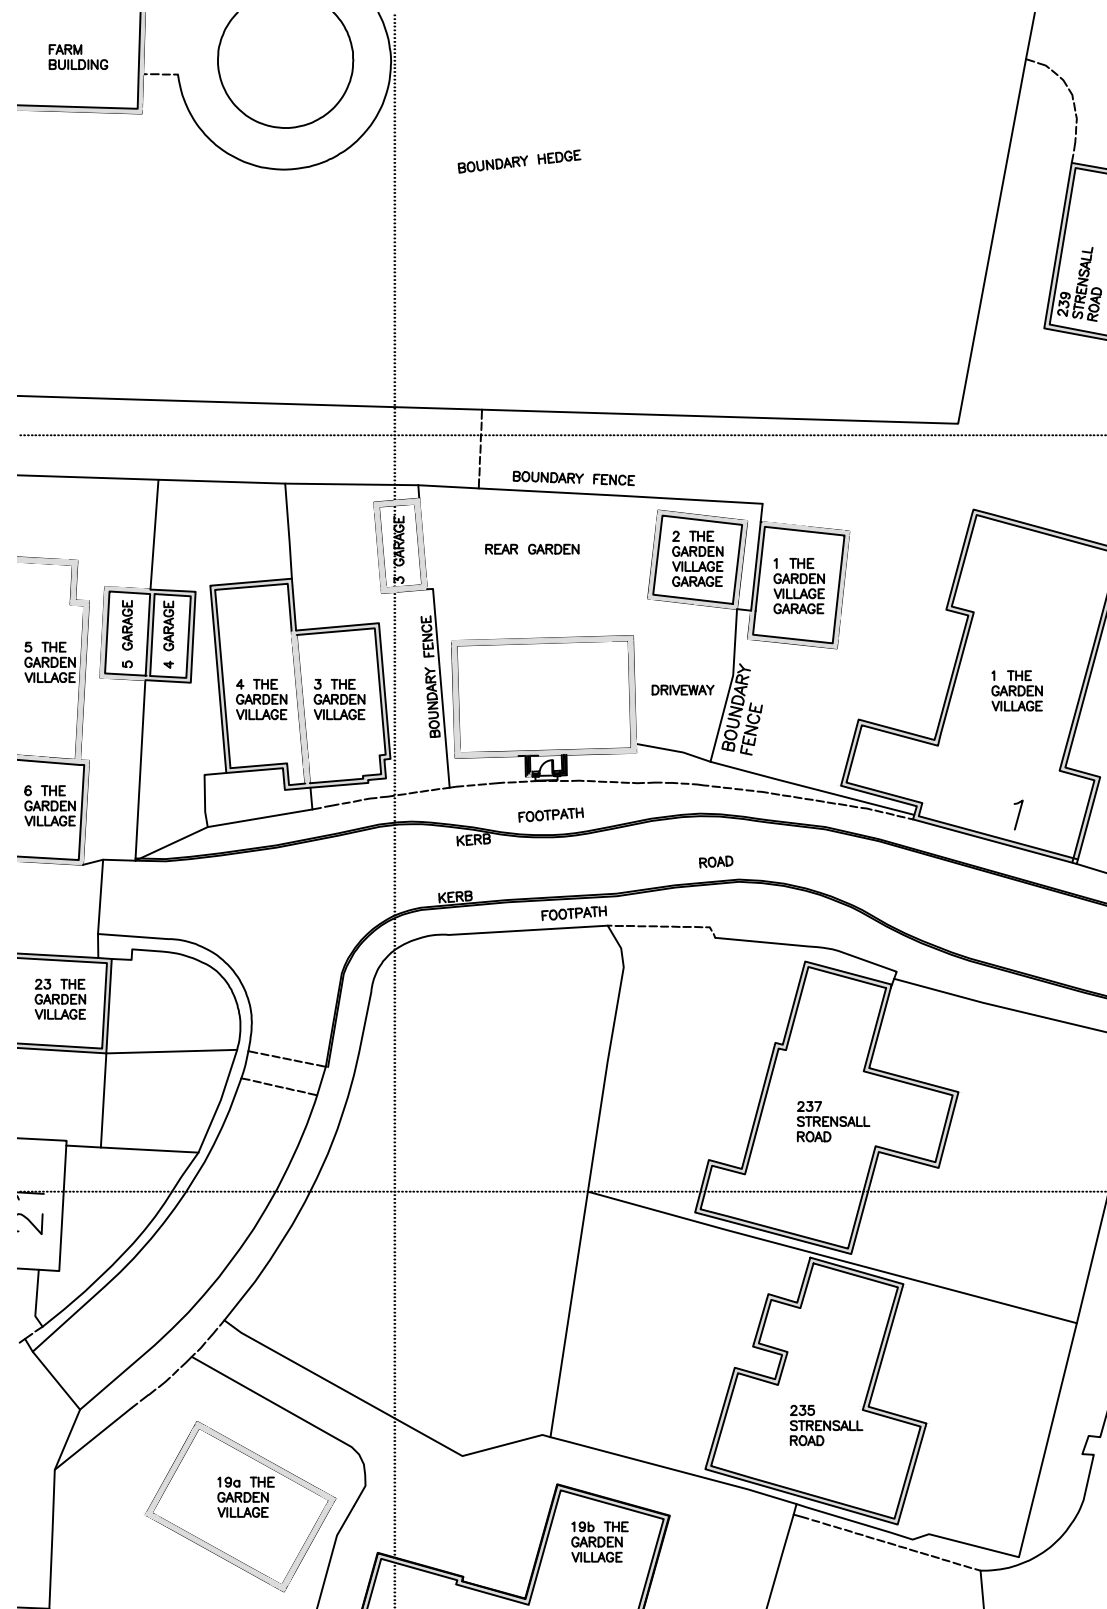 FARM
BUILDING
BOUNDARY HEDGE
239
STRENSALL
ROAD
BOUNDARY FENCE
3 GARAGE
REAR GARDEN
2 THE
GARDEN
VILLAGE
GARAGE
1 THE
GARDEN
VILLAGE
GARAGE
5 THE
GARDEN
VILLAGE
5 GARAGE
4 GARAGE
4 THE
GARDEN
VILLAGE
3 THE
GARDEN
VILLAGE
BOUNDARY FENCE
DRIVEWAY
BOUNDARY
FENCE
1 THE
GARDEN
VILLAGE
6 THE
GARDEN
VILLAGE
1
FOOTPATH
KERB
ROAD
KERB
FOOTPATH
23 THE
GARDEN
VILLAGE
237
STRENSALL
ROAD
21
235
STRENSALL
ROAD
19a THE
GARDEN
VILLAGE
19b THE
GARDEN
VILLAGE